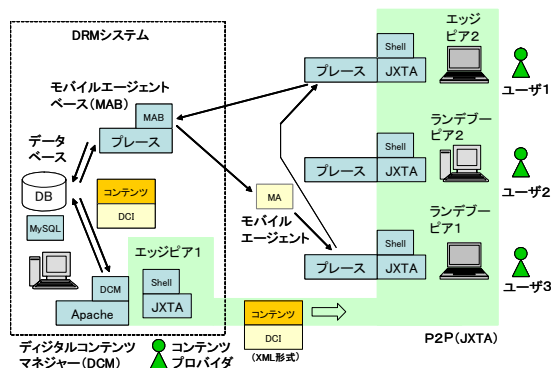 DRMシステム
モバイルエージェント
ベース(MAB)
MAB
プレース
データ
ベース
DB
MySQL
コンテンツ
DCI
エッジピア1
DCM
Apache
Shell
JXTA
ディジタルコンテンツ
マネジャー(DCM)
コンテンツ
プロバイダ
MA
モバイル
エージェント
コンテンツ
DCI
(XML形式)
エッジ
ピア2
Shell
プレース
JXTA
ユーザ1
ランデブー
ピア2
Shell
プレース
JXTA
ユーザ2
ランデブー
ピア1
Shell
プレース
JXTA
ユーザ3
P2P(JXTA)